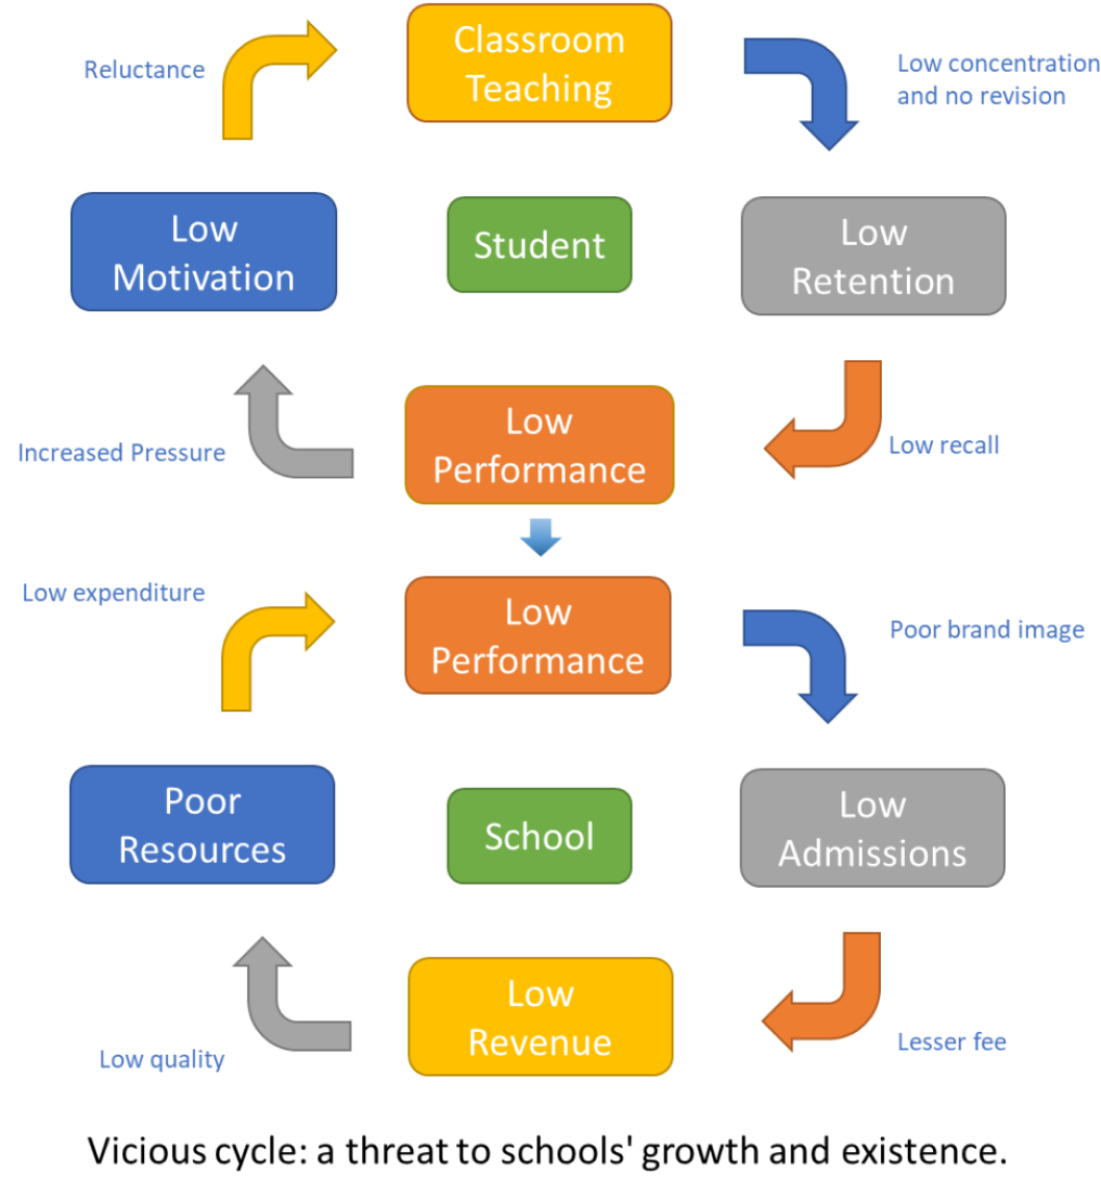 Classroom
Teaching
Reluctance
Low concentration
and no revision
Low
Motivation
Student
Low
Retention
Increased Pressure
Low
Performance
Low recall
Low expenditure
Low
Performance
Poor brand image
Poor
Resources
School
Low
Admissions
Low quality
Low
Revenue
Lesser fee
Vicious cycle: a threat to schools' growth and existence.